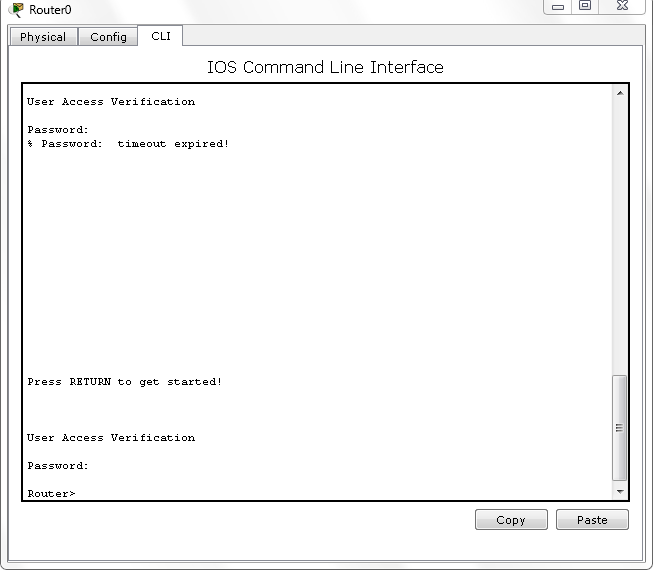 Router0
Physical Config CLI
IOS Command Line Interface
User Access Verification
Password:
% Password:  timeout expired!
Press RETURN to get started!
User Access Verification
Password:
Router>
Copy Paste